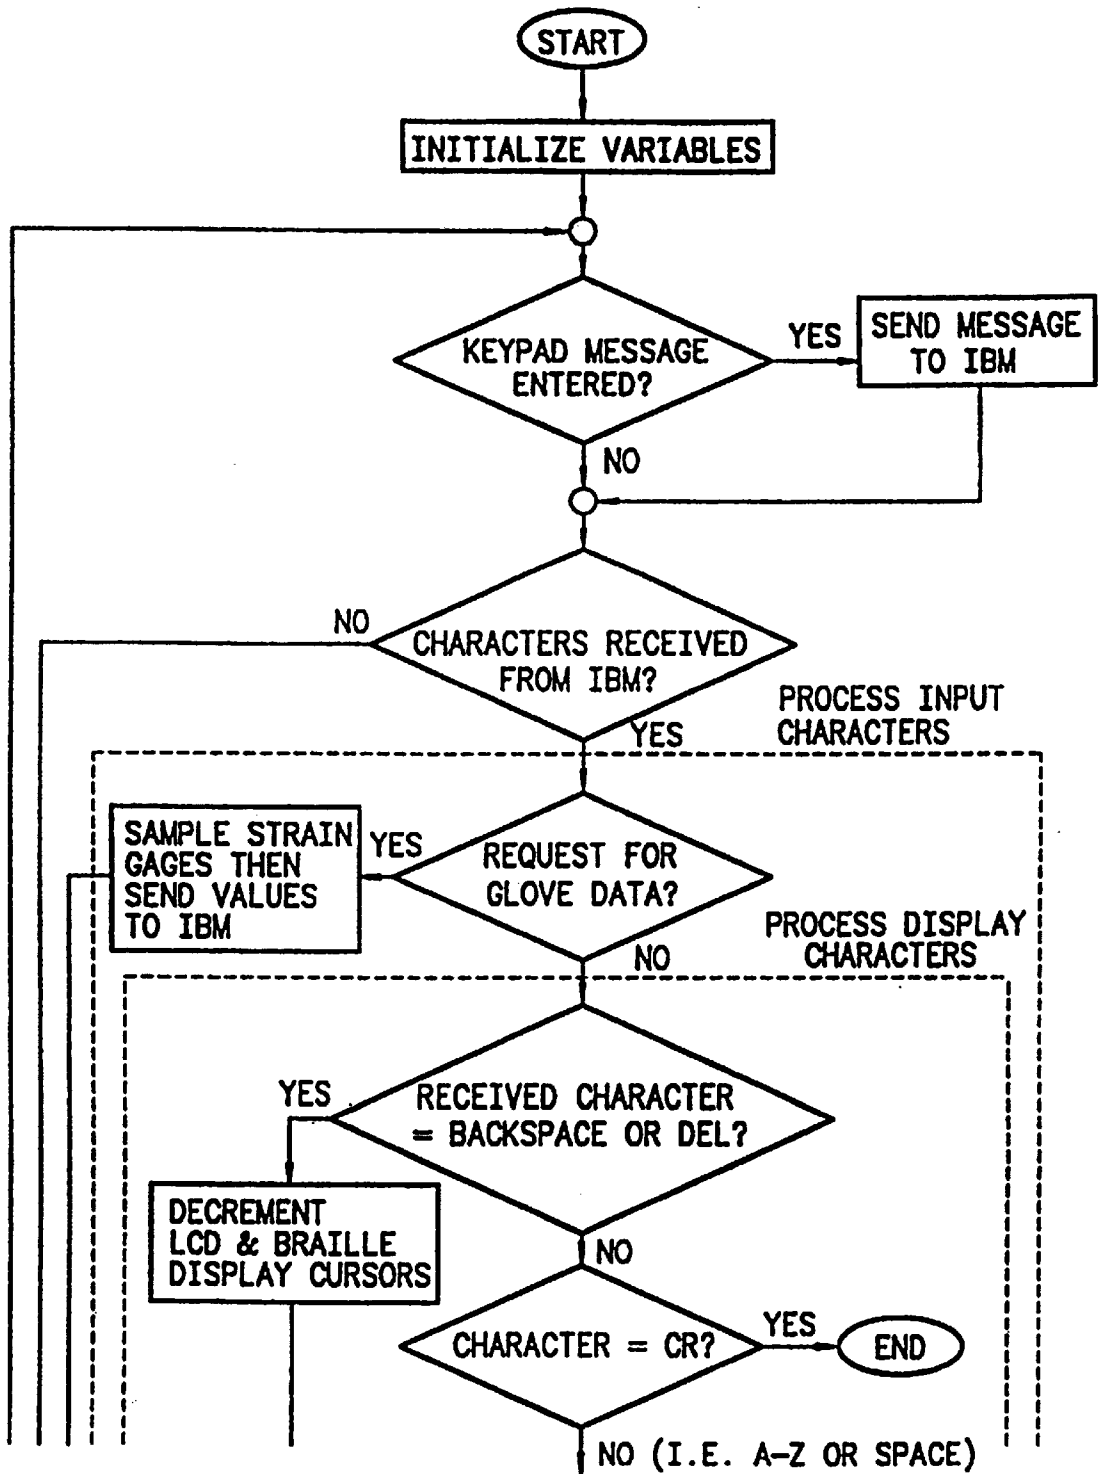 START
INITIALIZE VARIABLES
KEYPAD MESSAGE
ENTERED?
YES
SEND MESSAGE
TO IBM
NO
CHARACTERS RECEIVED
FROM IBM?
NO
YES
PROCESS INPUT
CHARACTERS
REQUEST FOR
GLOVE DATA?
YES
SAMPLE STRAIN
GAGES THEN
SEND VALUES
TO IBM
NO
PROCESS DISPLAY
CHARACTERS
RECEIVED CHARACTER
= BACKSPACE OR DEL?
YES
DECREMENT
LCD & BRAILLE
DISPLAY CURSORS
NO
CHARACTER = CR?
YES
END
NO (I.E. A-Z OR SPACE)